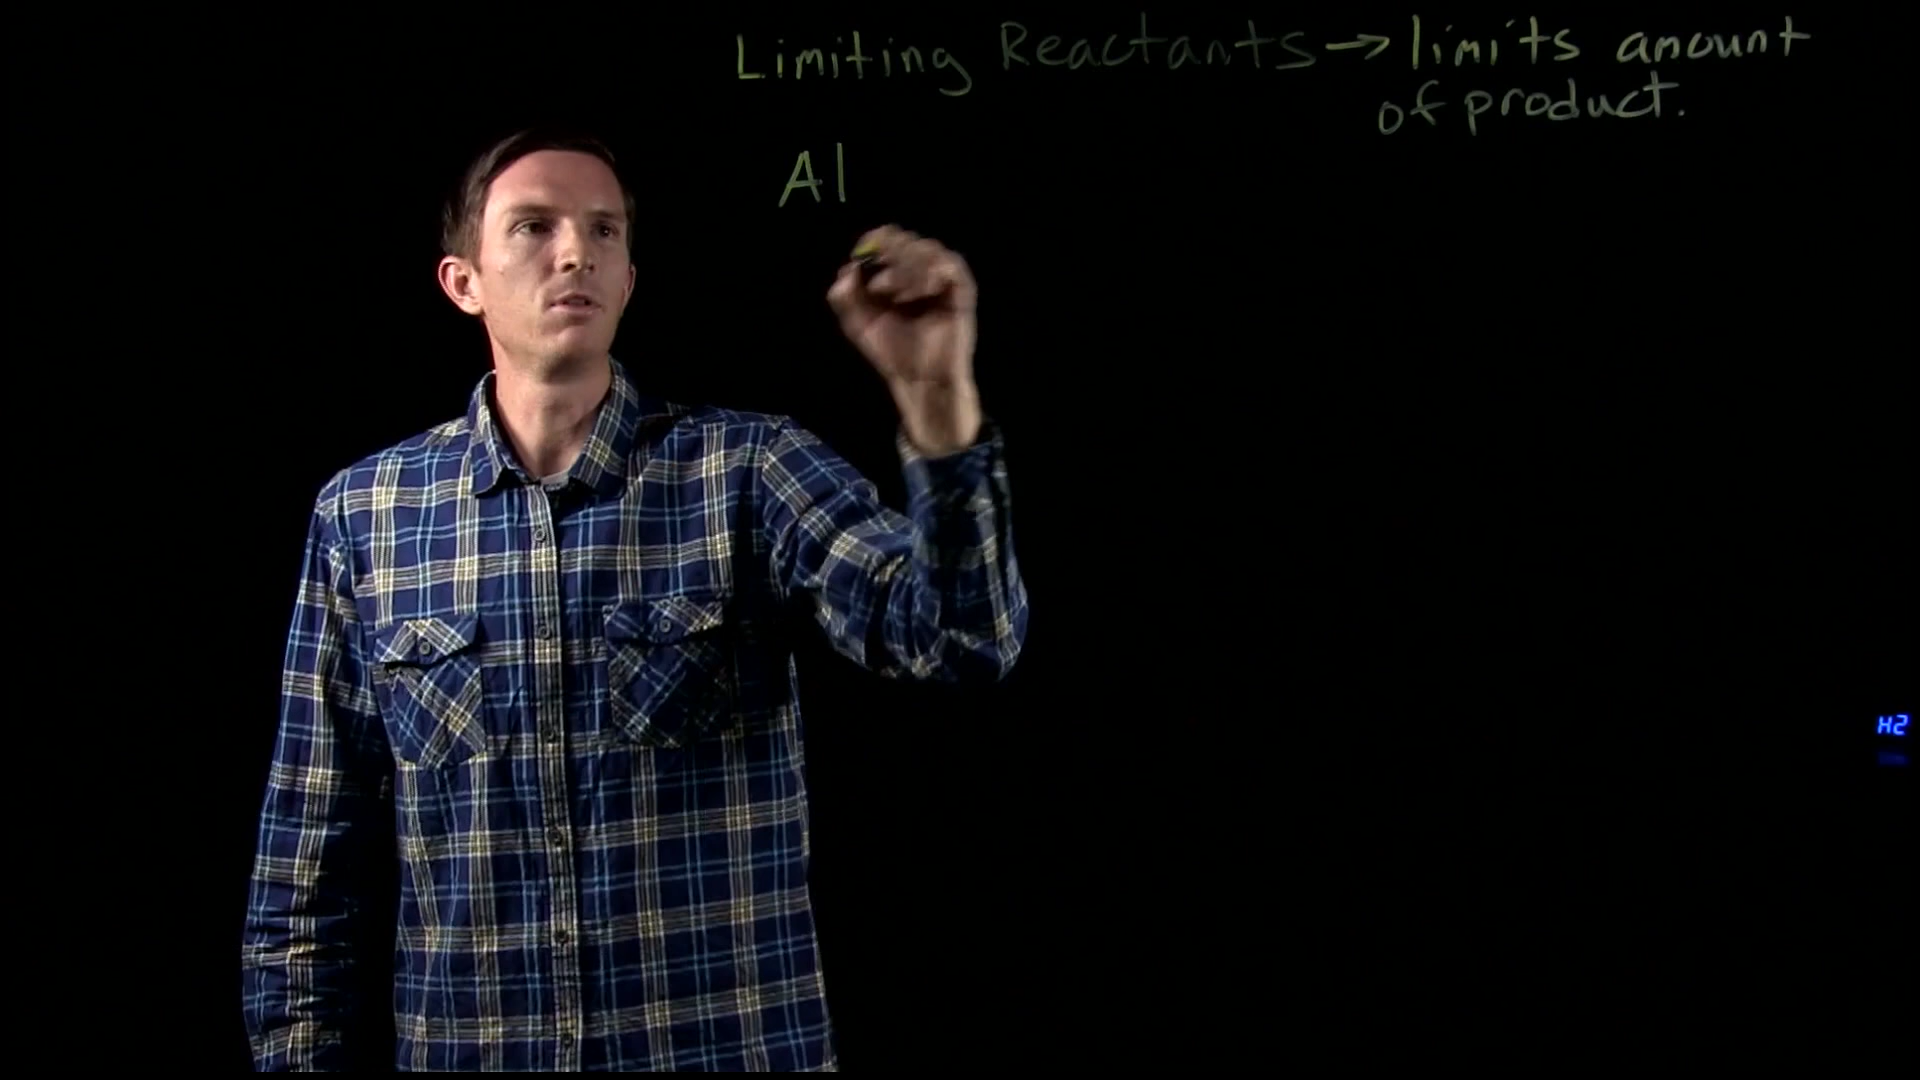 Limiting Reactants → limits amount
of product.
Al
H2